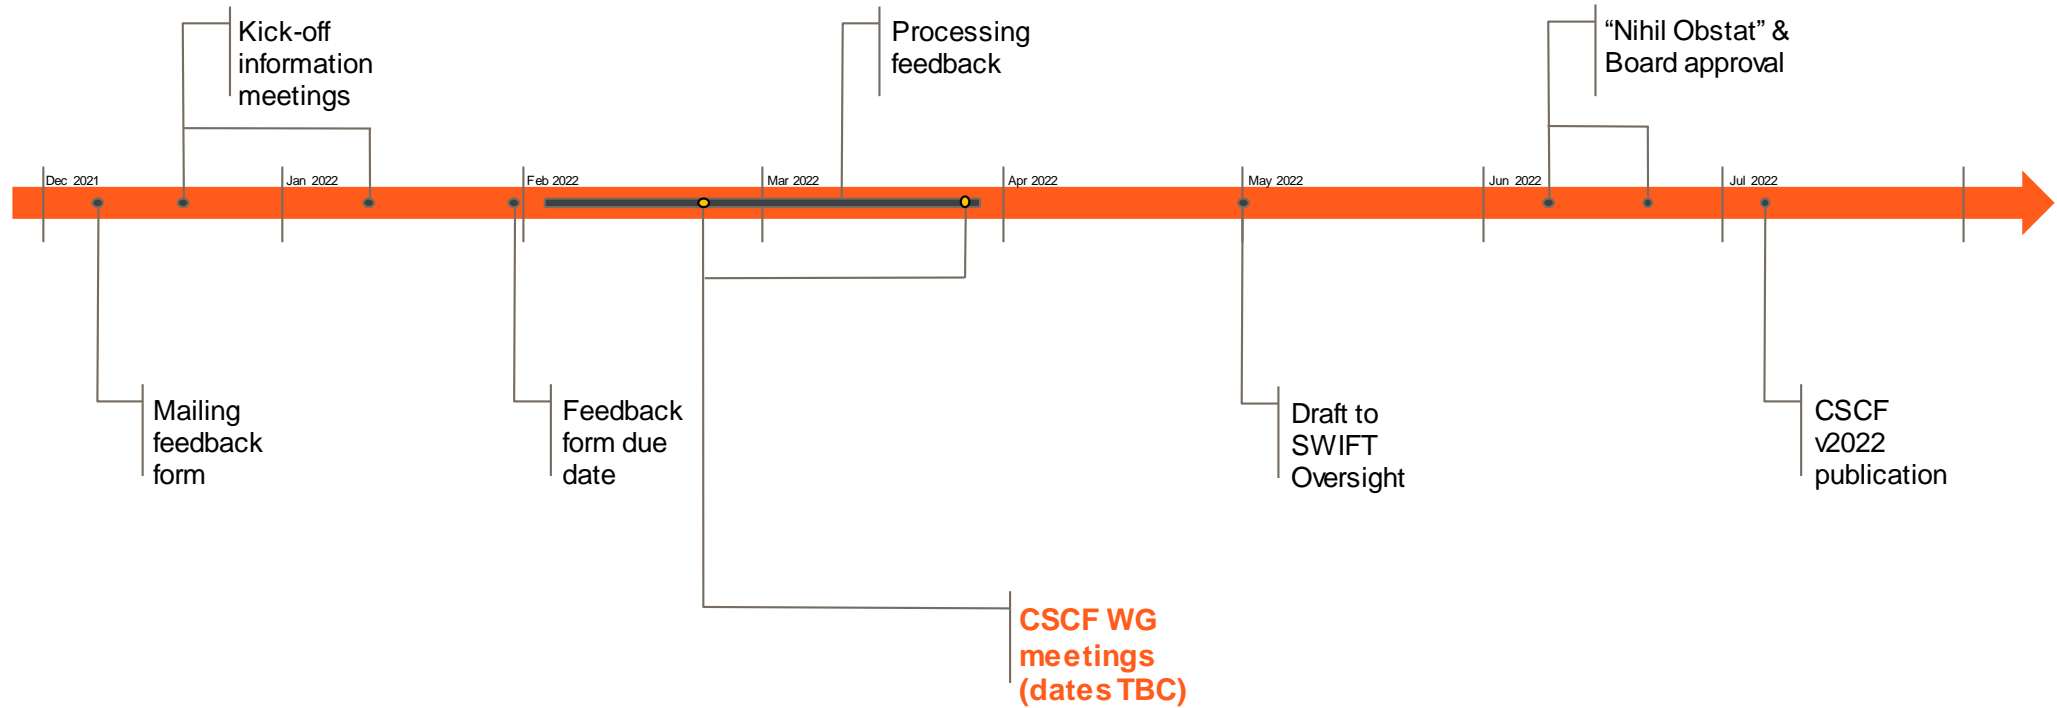 Kick-off
information
meetings
Processing
feedback
“Nihil Obstat” &
Board approval
Dec 2021
Jan 2022
Feb 2022
Mar 2022
Apr 2022
May 2022
Jun 2022
Jul 2022
Mailing
feedback
form
Feedback
form due
date
Draft to
SWIFT
Oversight
CSCF
v2022
publication
CSCF WG
meetings
(dates TBC)